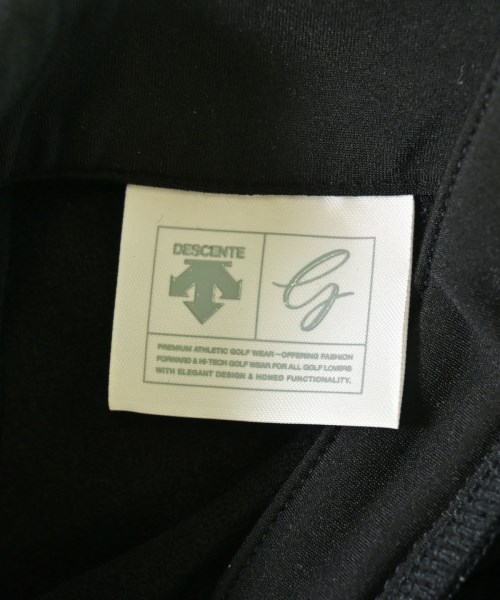 DESCENTE
G
PREMIUM ATHLETIC GOLF WEAR—OFFERING FASHION
FORWARD & HI-TECH GOLF WEAR FOR ALL GOLF LOVERS
WITH ELEGANT DESIGN & HONED FUNCTIONALITY.